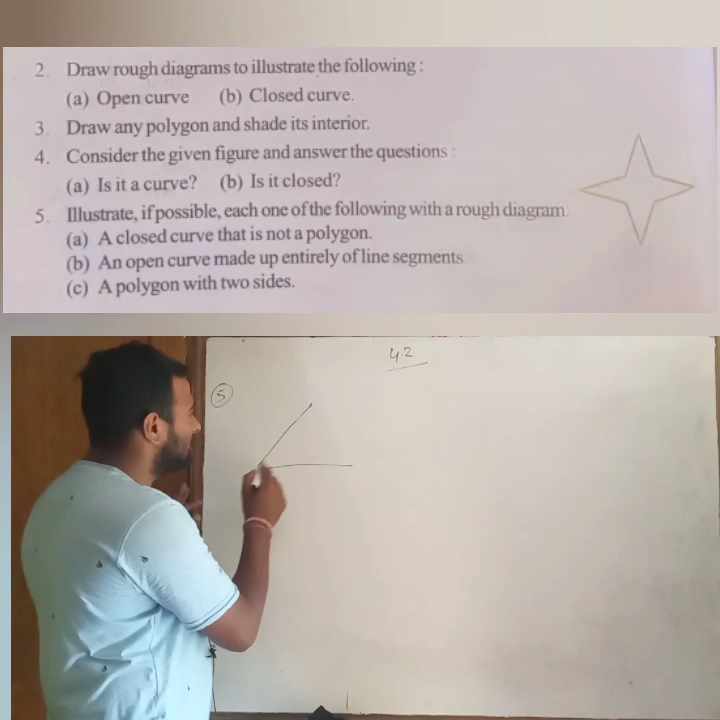 2. Draw rough diagrams to illustrate the following :
(a) Open curve (b) Closed curve.
3. Draw any polygon and shade its interior.
4. Consider the given figure and answer the questions :
(a) Is it a curve? (b) Is it closed?
5. Illustrate, if possible, each one of the following with a rough diagram:
(a) A closed curve that is not a polygon.
(b) An open curve made up entirely of line segments.
(c) A polygon with two sides.
4.2
5